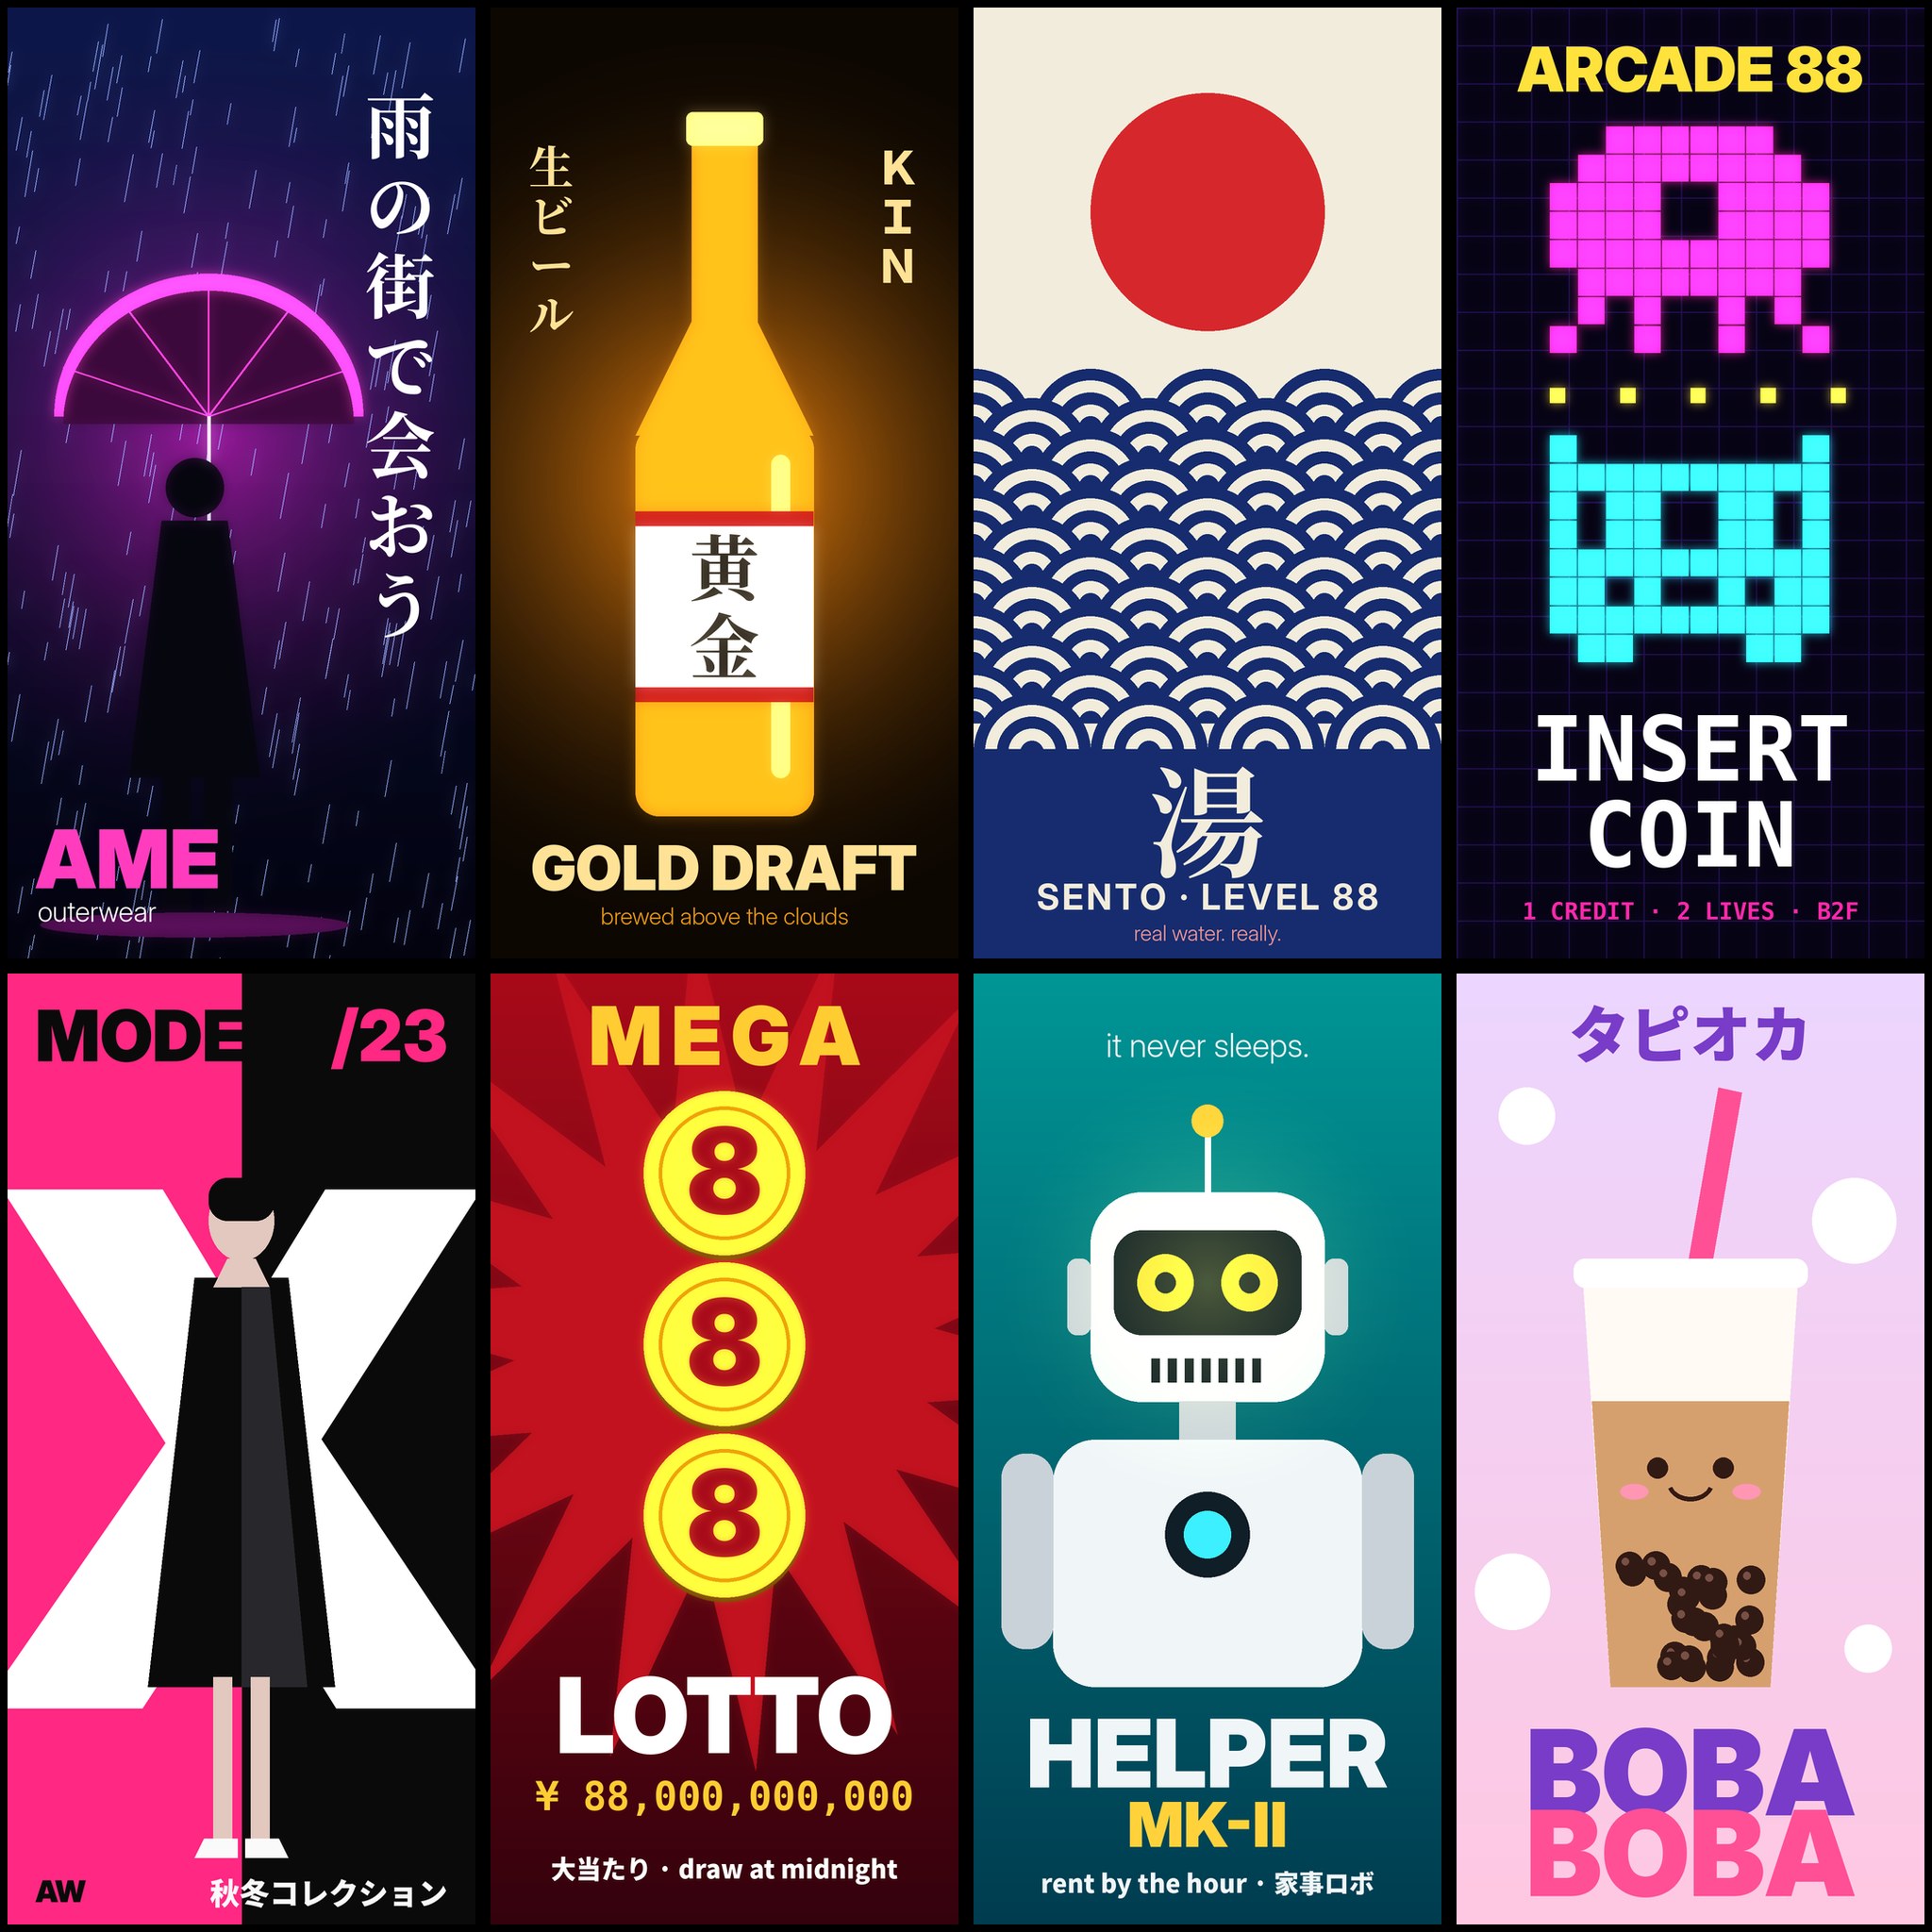 雨の街で会おう
AME
outerwear
生ビール
KIN
黄金
GOLD DRAFT
brewed above the clouds
湯
SENTO · LEVEL 88
real water. really.
ARCADE 88
INSERT
COIN
1 CREDIT · 2 LIVES · B2F
MODE /23
X
AW
秋冬コレクション
MEGA
8
8
8
LOTTO
¥ 88,000,000,000
大当たり · draw at midnight
it never sleeps.
HELPER
MK-II
rent by the hour · 家事ロボ
タピオカ
BOBA
BOBA